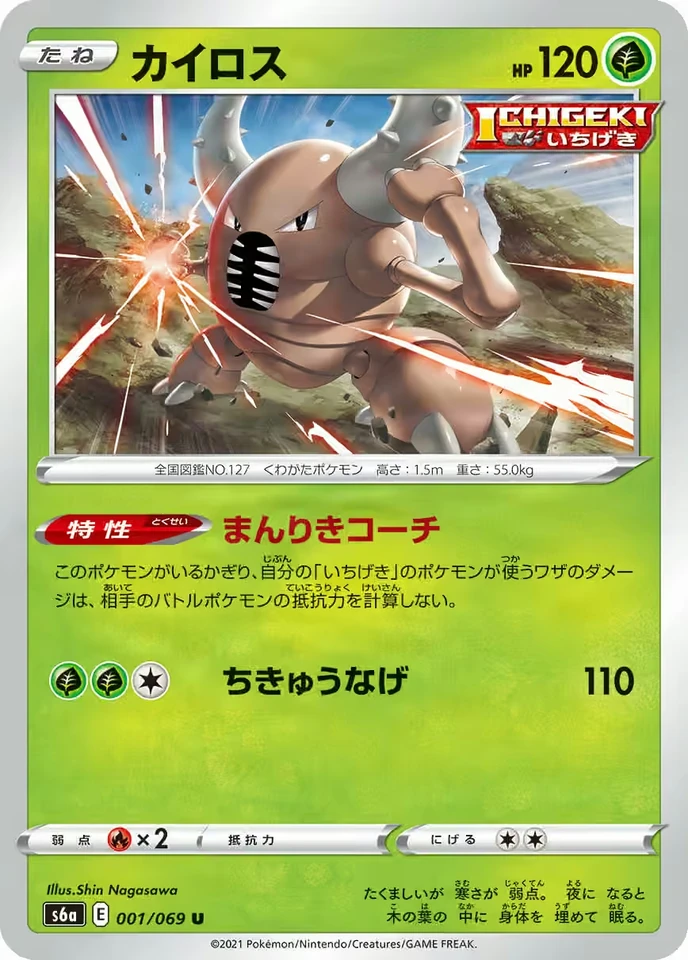 たね カイロス HP 120
ICHIGEKI
いちげき
全国図鑑NO.127 くわがたポケモン 高さ：1.5m 重さ：55.0kg
特性 とくせい まんりきコーチ
このポケモンがいるかぎり、自分の「いちげき」のポケモンが使うワザのダメー
ジは、相手のバトルポケモンの抵抗力を計算しない。
ちきゅうなげ 110
弱点 ×2 抵抗力 にげる
Illus.Shin Nagasawa
s6a E 001/069 U
たくましいが 寒さが 弱点。 夜に なると
木の葉の 中に 身体を 埋めて 眠る。
©2021 Pokémon/Nintendo/Creatures/GAME FREAK.